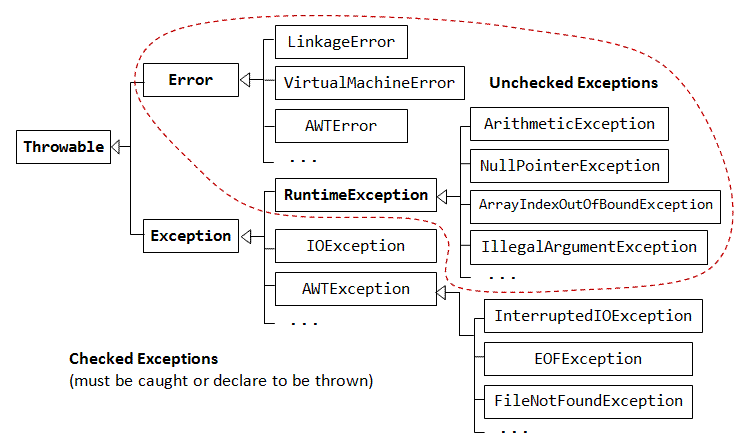 LinkageError
Error
VirtualMachineError
Unchecked Exceptions
AWTError
ArithmeticException
Throwable
...
NullPointerException
RuntimeException
ArrayIndexOutOfBoundException
Exception
IOException
IllegalArgumentException
...
AWTException
...
InterruptedIOException
Checked Exceptions
(must be caught or declare to be thrown)
EOFException
FileNotFoundException
...